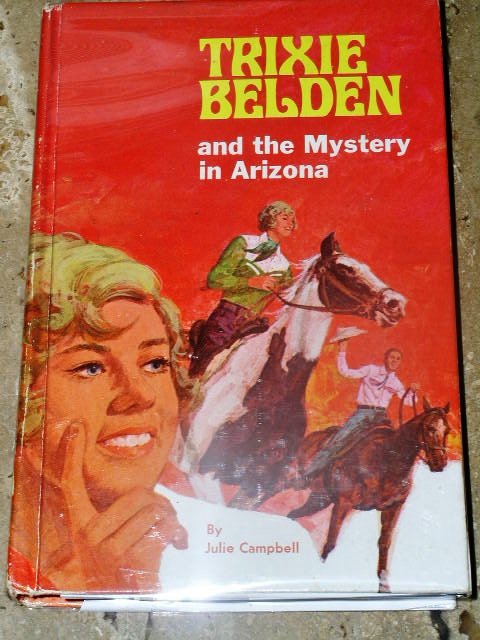 TRIXIE
BELDEN
and the Mystery
in Arizona
By
Julie Campbell